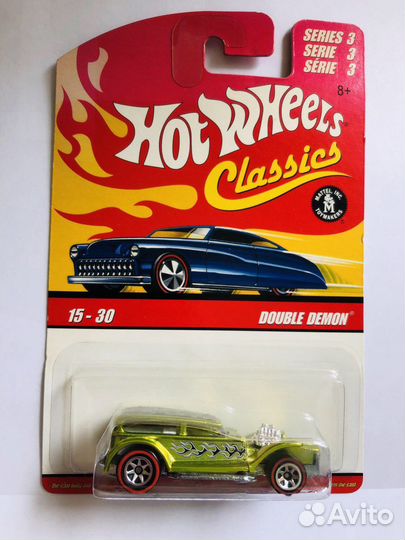 SERIES 3
SERIE 3
SÉRIE 3
8+
HOT WHEELS
Classics
MATTEL, INC.
M
TOYMAKERS
15 - 30
DOUBLE DEMON
Avito